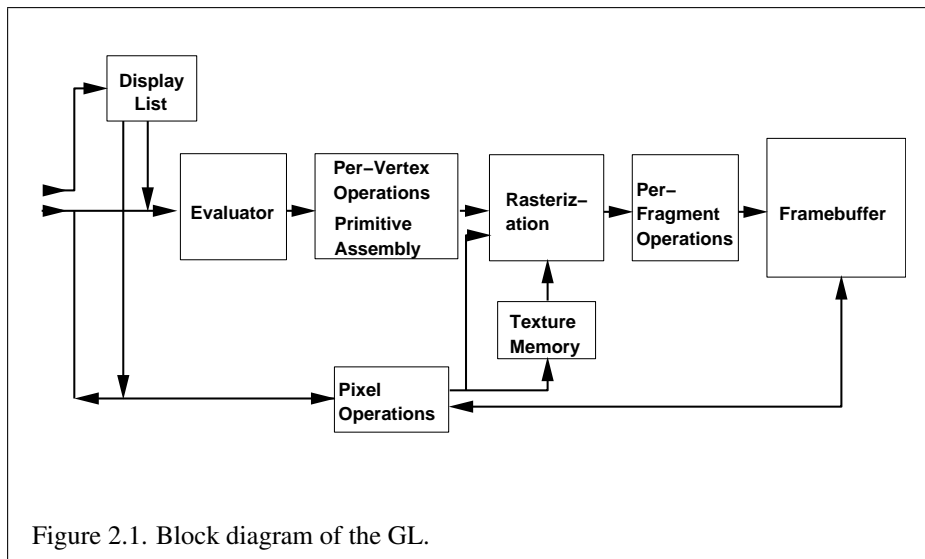 Display
List
Evaluator
Per−Vertex
Operations
Primitive
Assembly
Rasteriz−
ation
Per−
Fragment
Operations
Framebuffer
Texture
Memory
Pixel
Operations
Figure 2.1. Block diagram of the GL.